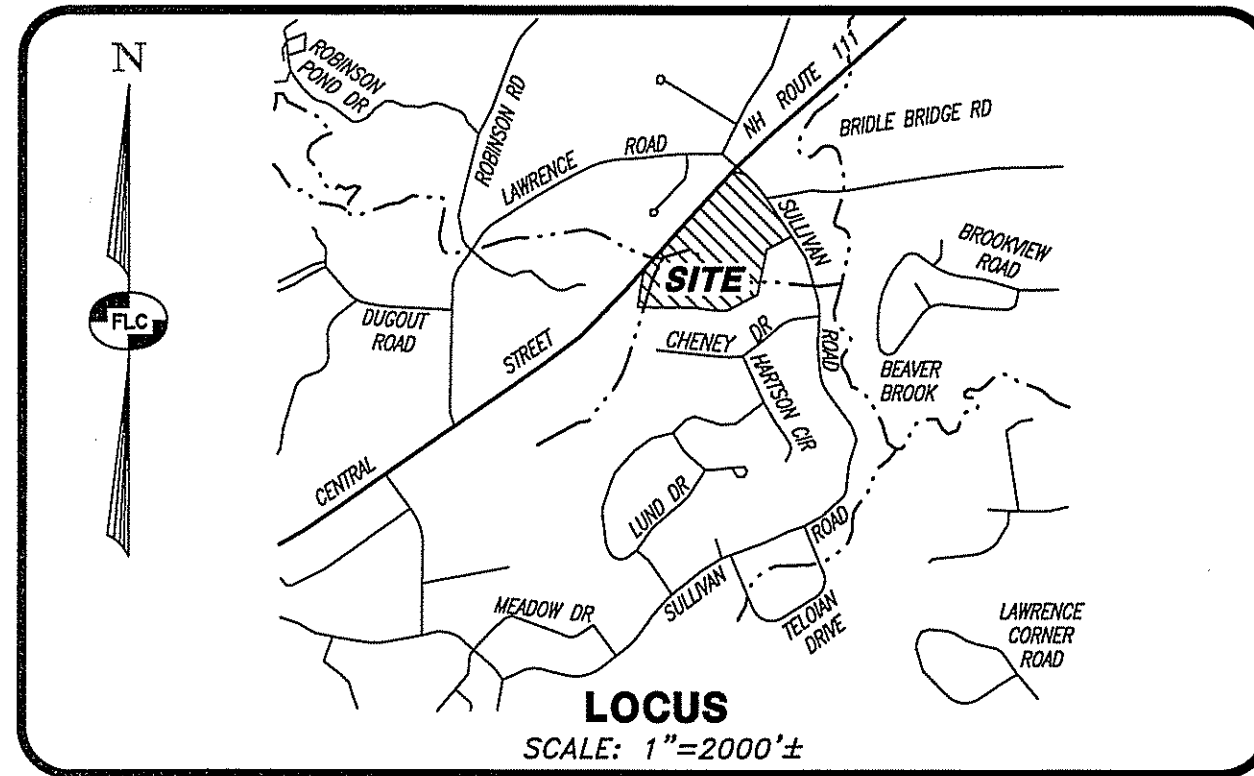 N
FLC
ROBINSON
POND DR
ROBINSON RD
LAWRENCE ROAD
NH ROUTE 111
BRIDLE BRIDGE RD
SULLIVAN ROAD
BROOKVIEW
ROAD
SITE
DUGOUT
ROAD
CENTRAL STREET
CHENEY DR
HARTSON CIR
BEAVER
BROOK
LUND DR
SULLIVAN ROAD
MEADOW DR
TELOIAN
DRIVE
LAWRENCE
CORNER
ROAD
LOCUS
SCALE: 1"=2000'±